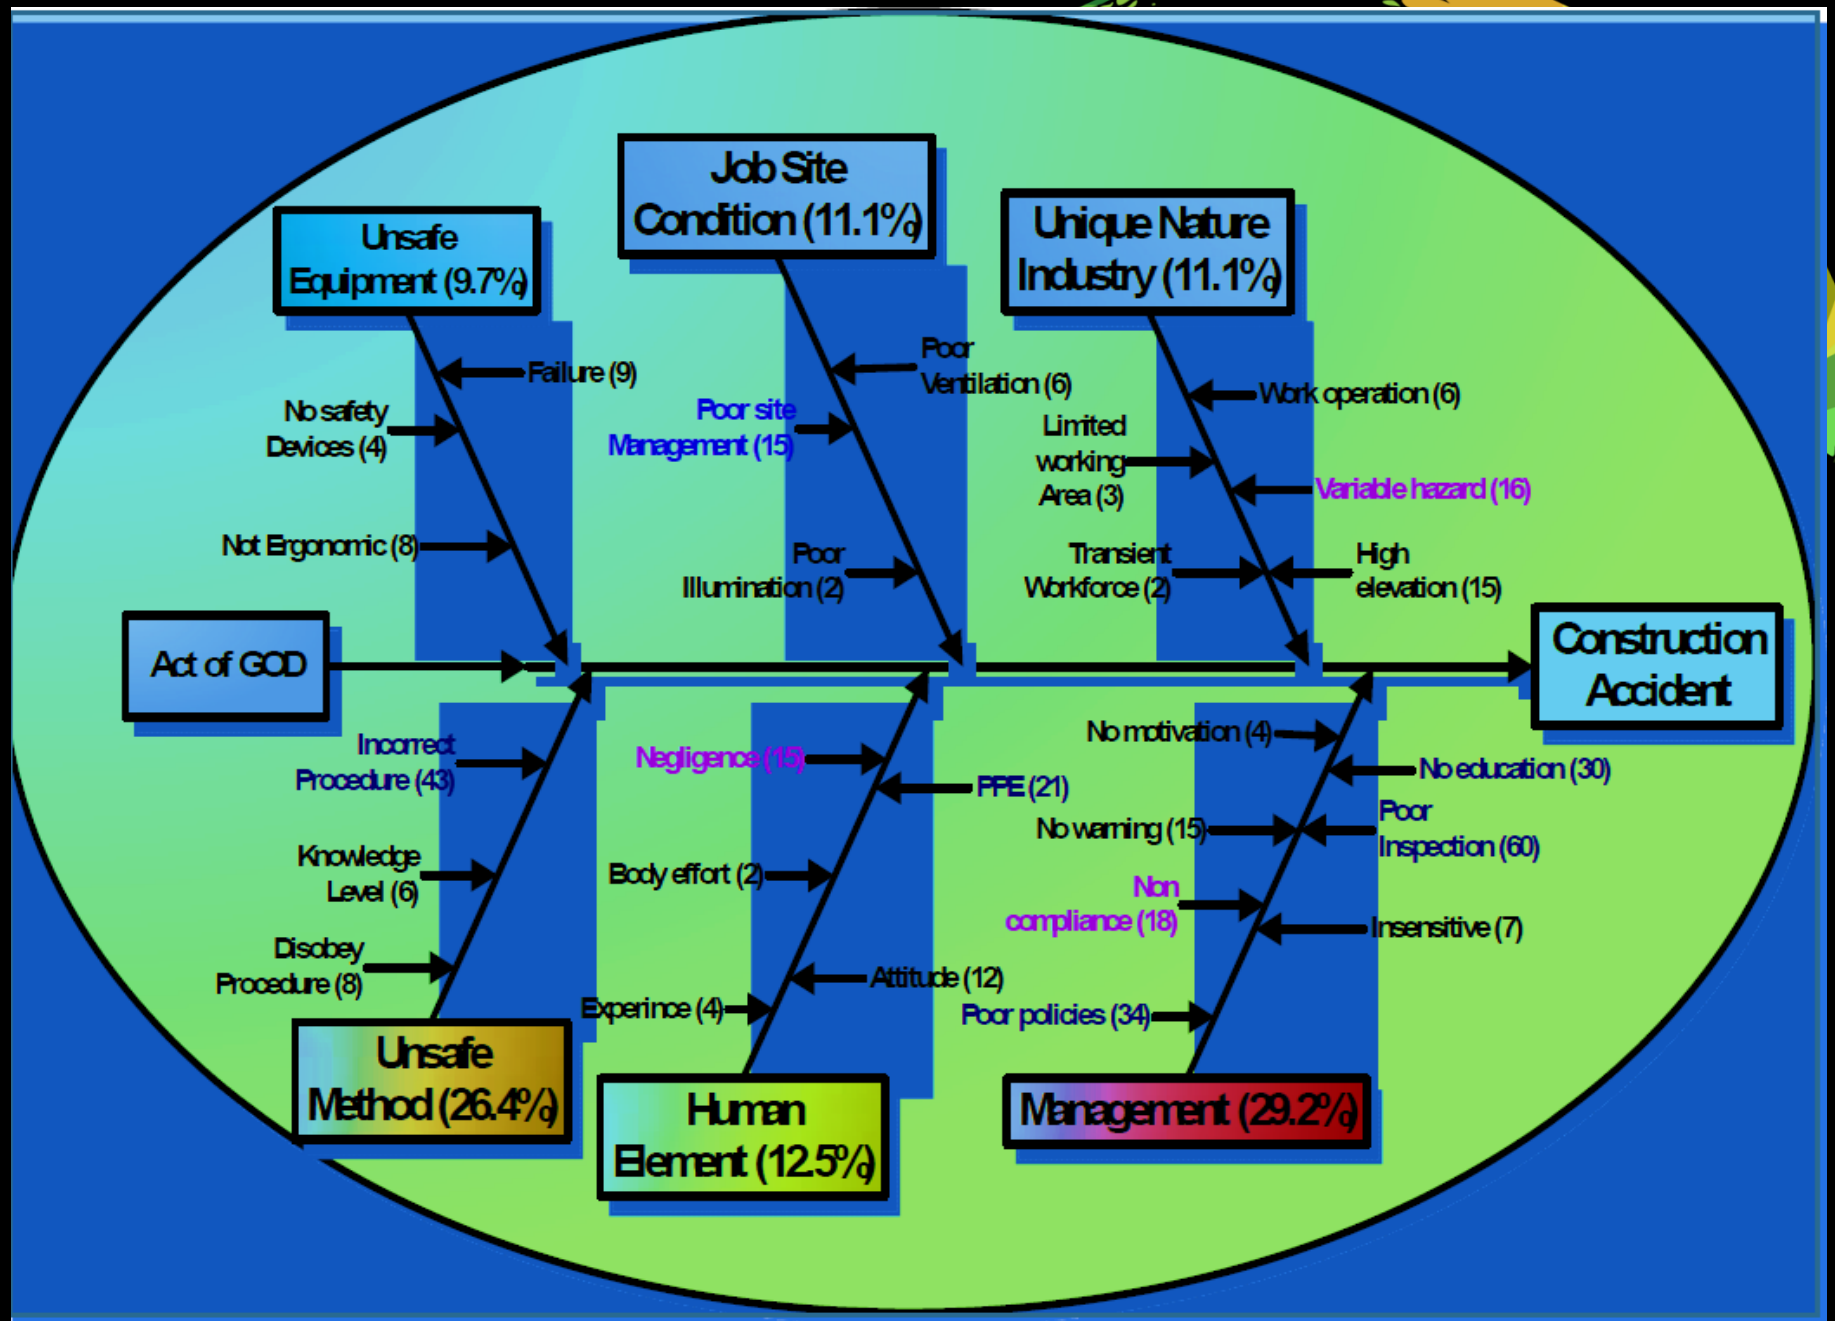 Job Site
Condition (11.1%)
Unsafe
Equipment (9.7%)
Unique Nature
Industry (11.1%)
Failure (9)
No safety
Devices (4)
Not Ergonomic (8)
Poor
Ventilation (6)
Poor site
Management (15)
Poor
Illumination (2)
Work operation (6)
Limited
working
Area (3)
Variable hazard (16)
Transient
Workforce (2)
High
elevation (15)
Act of GOD
Construction
Accident
Incorrect
Procedure (43)
Knowledge
Level (6)
Disobey
Procedure (8)
Unsafe
Method (26.4%)
Negligence (15)
PPE (21)
Body effort (2)
Attitude (12)
Experince (4)
Human
Element (12.5%)
No motivation (4)
No education (30)
No warning (15)
Poor
Inspection (60)
Non
compliance (18)
Insensitive (7)
Poor policies (34)
Management (29.2%)